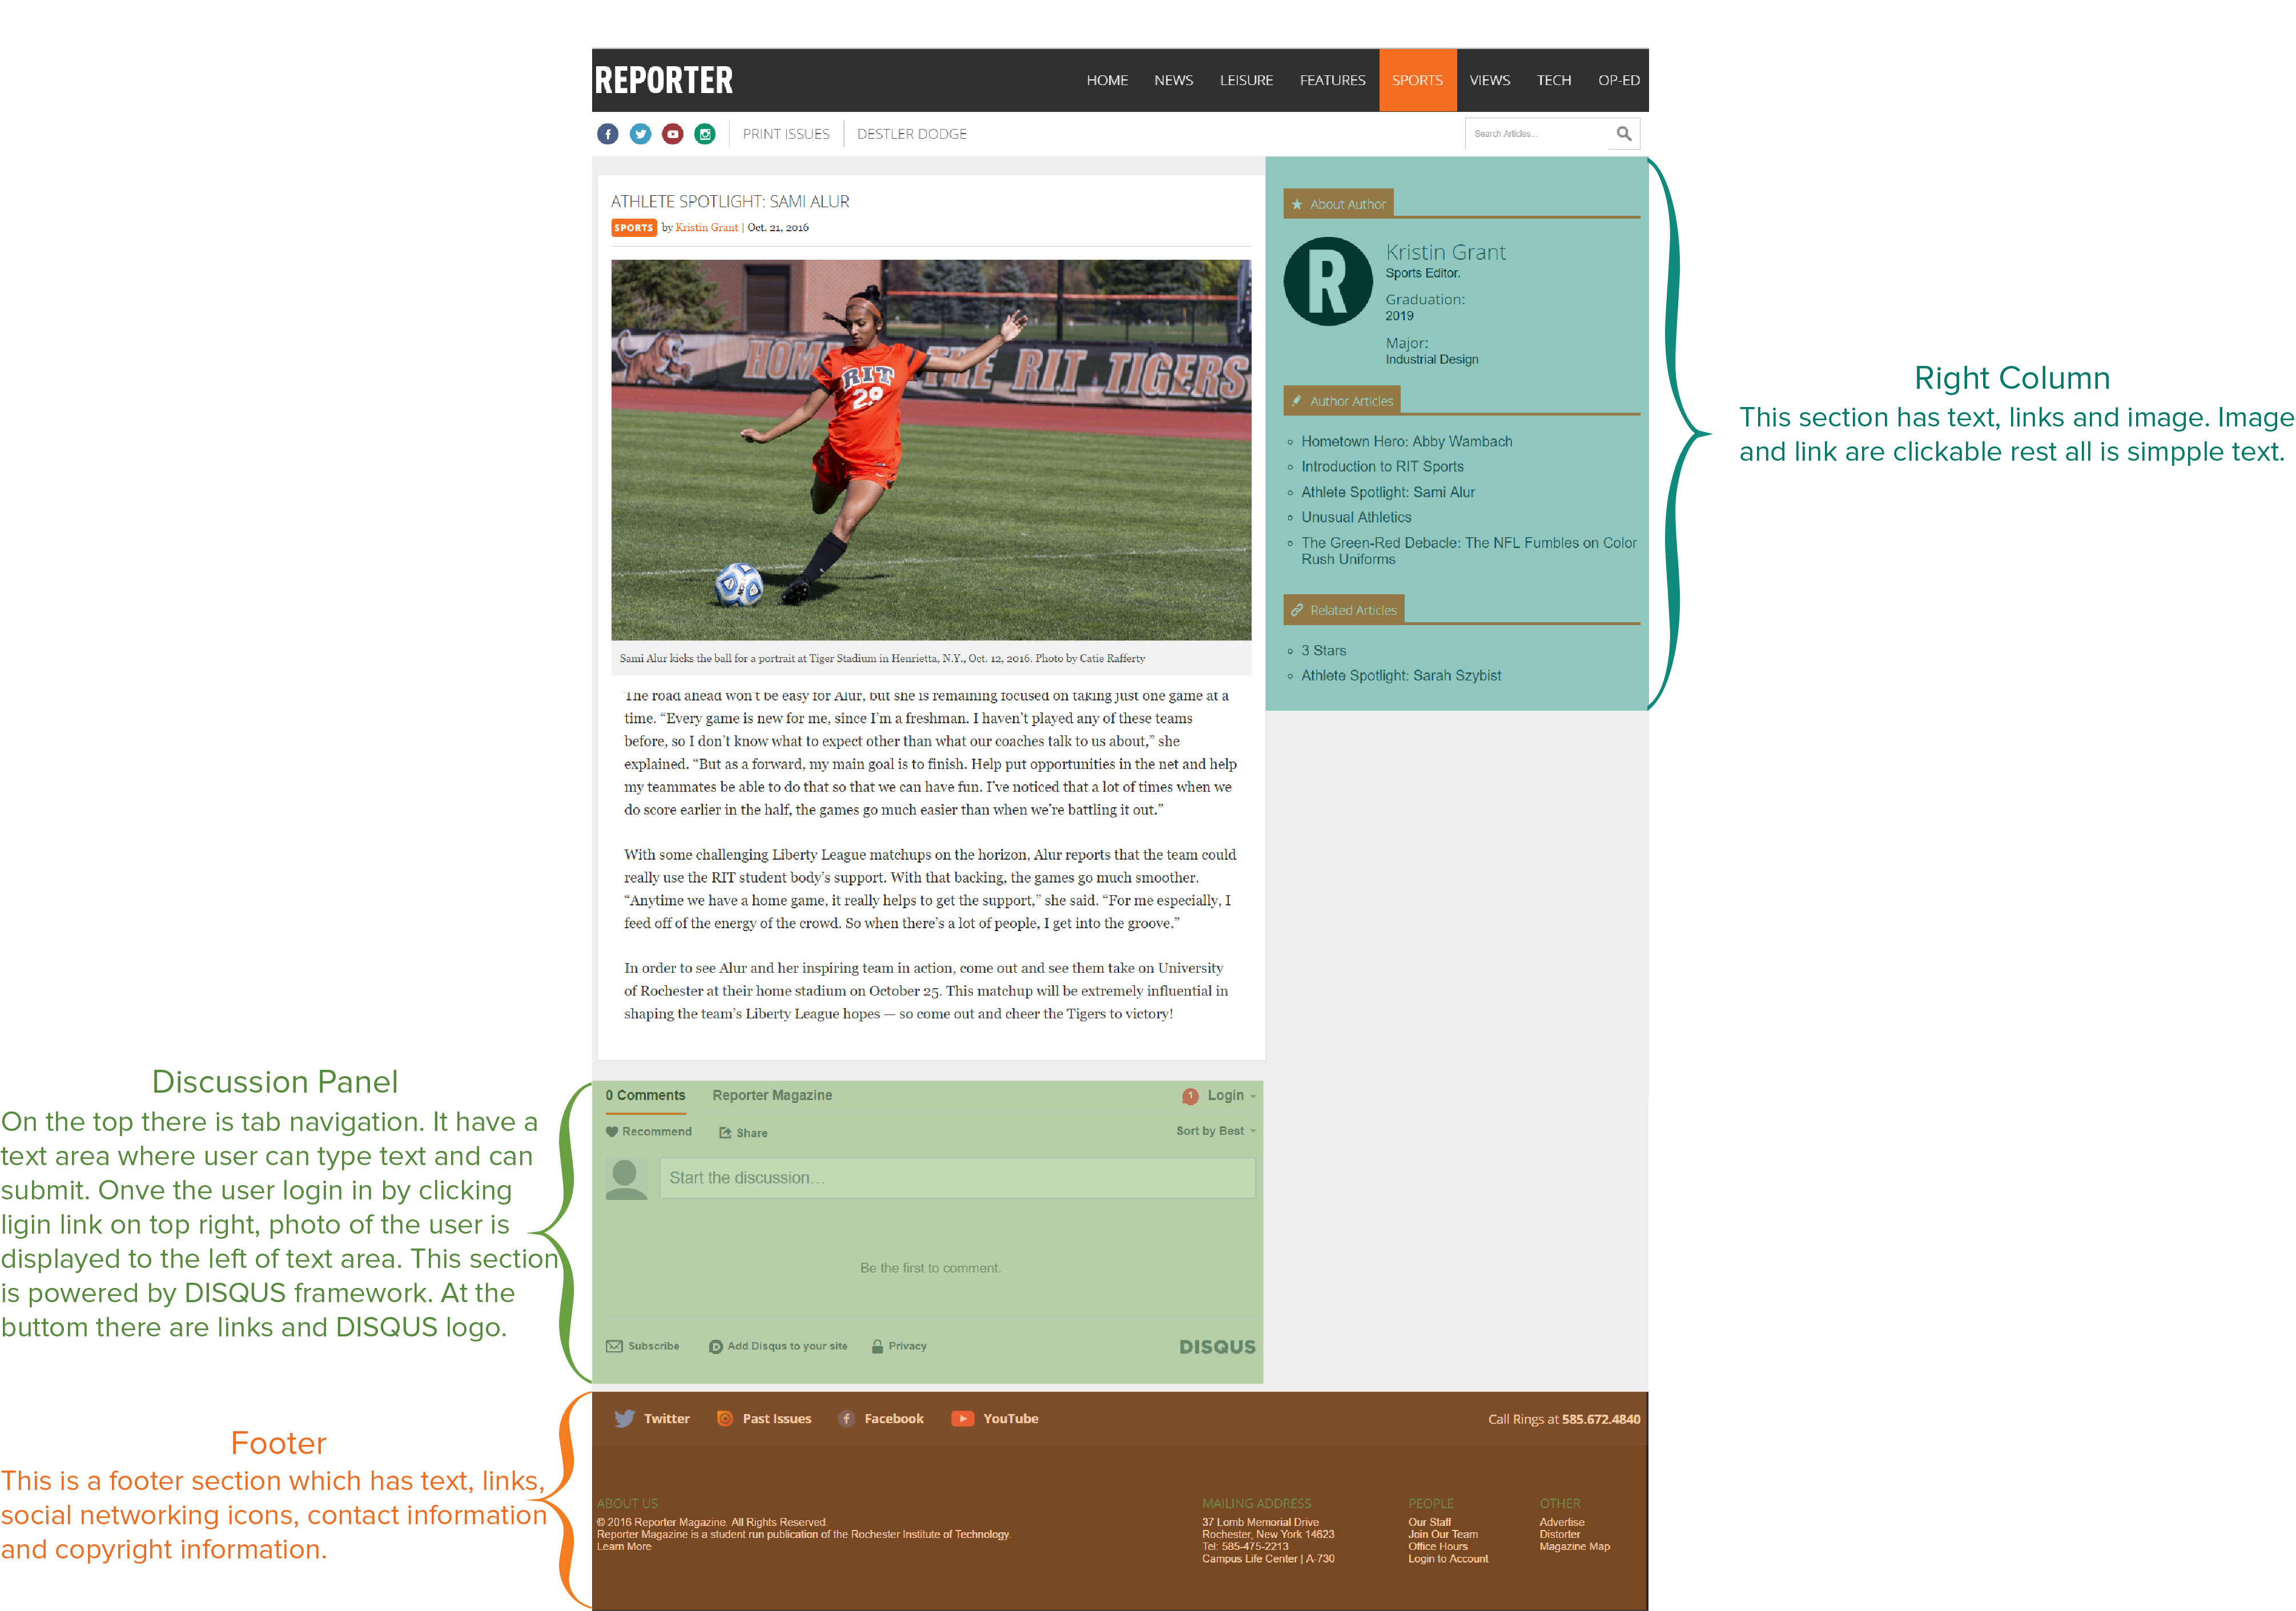 REPORTER
HOME NEWS LEISURE FEATURES SPORTS VIEWS TECH OP-ED
PRINT ISSUES DESTLER DODGE
Search Articles...
ATHLETE SPOTLIGHT: SAMI ALUR
SPORTS by Kristin Grant | Oct. 21, 2016
HOME THE RIT TIGERS
RIT
29
Sami Alur kicks the ball for a portrait at Tiger Stadium in Henrietta, N.Y., Oct. 12, 2016. Photo by Catie Rafferty
The road ahead won't be easy for Alur, but she is remaining focused on taking just one game at a
time. “Every game is new for me, since I’m a freshman. I haven’t played any of these teams
before, so I don’t know what to expect other than what our coaches talk to us about,” she
explained. “But as a forward, my main goal is to finish. Help put opportunities in the net and help
my teammates be able to do that so that we can have fun. I’ve noticed that a lot of times when we
do score earlier in the half, the games go much easier than when we’re battling it out.”
With some challenging Liberty League matchups on the horizon, Alur reports that the team could
really use the RIT student body’s support. With that backing, the games go much smoother.
“Anytime we have a home game, it really helps to get the support,” she said. “For me especially, I
feed off of the energy of the crowd. So when there’s a lot of people, I get into the groove.”
In order to see Alur and her inspiring team in action, come out and see them take on University
of Rochester at their home stadium on October 25. This matchup will be extremely influential in
shaping the team’s Liberty League hopes — so come out and cheer the Tigers to victory!
About Author
R
Kristin Grant
Sports Editor.
Graduation:
2019
Major:
Industrial Design
Author Articles
Hometown Hero: Abby Wambach
Introduction to RIT Sports
Athlete Spotlight: Sami Alur
Unusual Athletics
The Green-Red Debacle: The NFL Fumbles on Color
Rush Uniforms
Related Articles
3 Stars
Athlete Spotlight: Sarah Szybist
Right Column
This section has text, links and image. Image
and link are clickable rest all is simpple text.
Discussion Panel
On the top there is tab navigation. It have a
text area where user can type text and can
submit. Onve the user login in by clicking
ligin link on top right, photo of the user is
displayed to the left of text area. This section
is powered by DISQUS framework. At the
buttom there are links and DISQUS logo.
0 Comments Reporter Magazine 1 Login
Recommend Share Sort by Best
Start the discussion…
Be the first to comment.
Subscribe Add Disqus to your site Privacy DISQUS
Footer
This is a footer section which has text, links,
social networking icons, contact information
and copyright information.
Twitter Past Issues Facebook YouTube Call Rings at 585.672.4840
ABOUT US
© 2016 Reporter Magazine. All Rights Reserved.
Reporter Magazine is a student run publication of the Rochester Institute of Technology.
Learn More
MAILING ADDRESS
37 Lomb Memorial Drive
Rochester, New York 14623
Tel: 585-475-2213
Campus Life Center | A-730
PEOPLE
Our Staff
Join Our Team
Office Hours
Login to Account
OTHER
Advertise
Distorter
Magazine Map